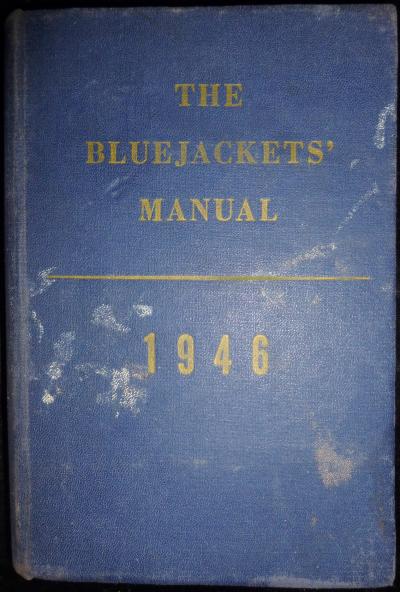 THE
BLUEJACKETS'
MANUAL
1946